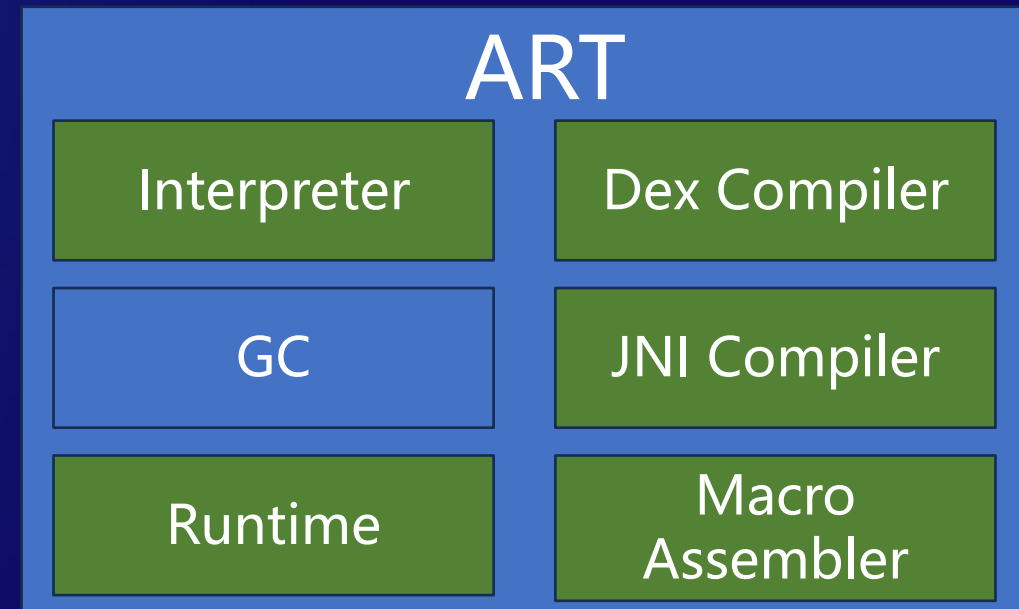 ART
Interpreter
Dex Compiler
GC
JNI Compiler
Runtime
Macro
Assembler